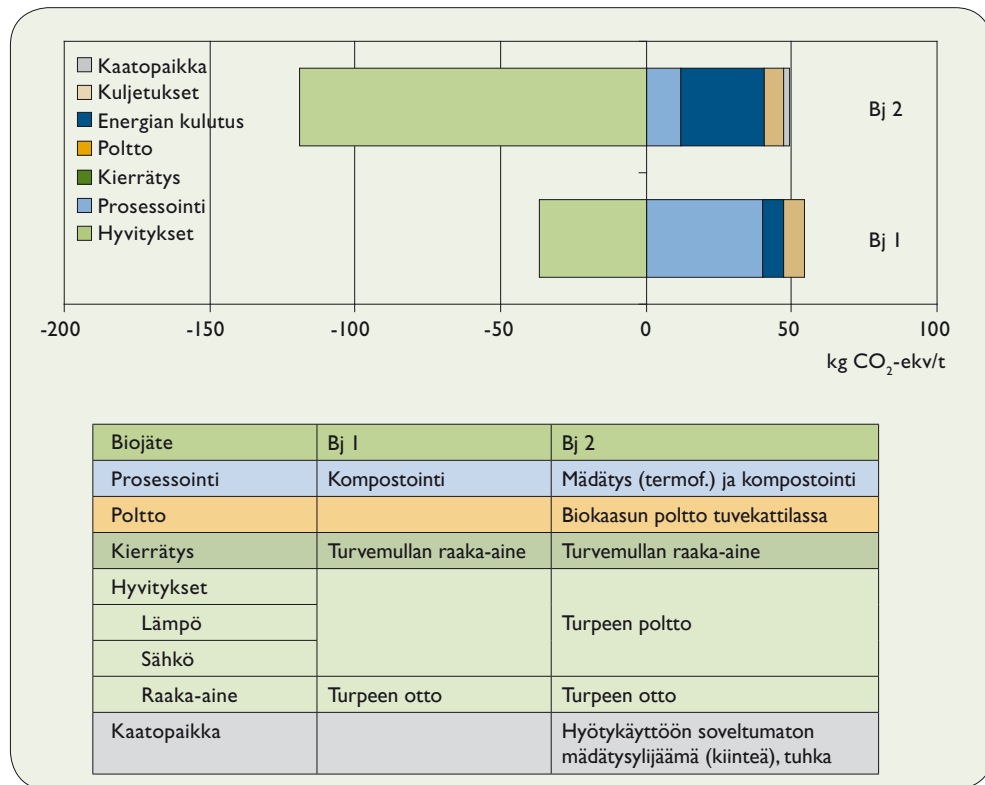 Kaatopaikka
Kuljetukset
Energian kulutus
Poltto
Kierrätys
Prosessointi
Hyvitykset
Bj 2
Bj 1
-200 -150 -100 -50 0 50 100
kg CO₂-ekv/t
Biojäte Bj 1 Bj 2
Prosessointi Kompostointi Mädätys (termof.) ja kompostointi
Poltto Biokaasun poltto tuvekattilassa
Kierrätys Turvemullan raaka-aine Turvemullan raaka-aine
Hyvitykset
Lämpö Turpeen poltto
Sähkö
Raaka-aine Turpeen otto Turpeen otto
Kaatopaikka Hyötykäyttöön soveltumaton
mädätysylijäämä (kiinteä), tuhka